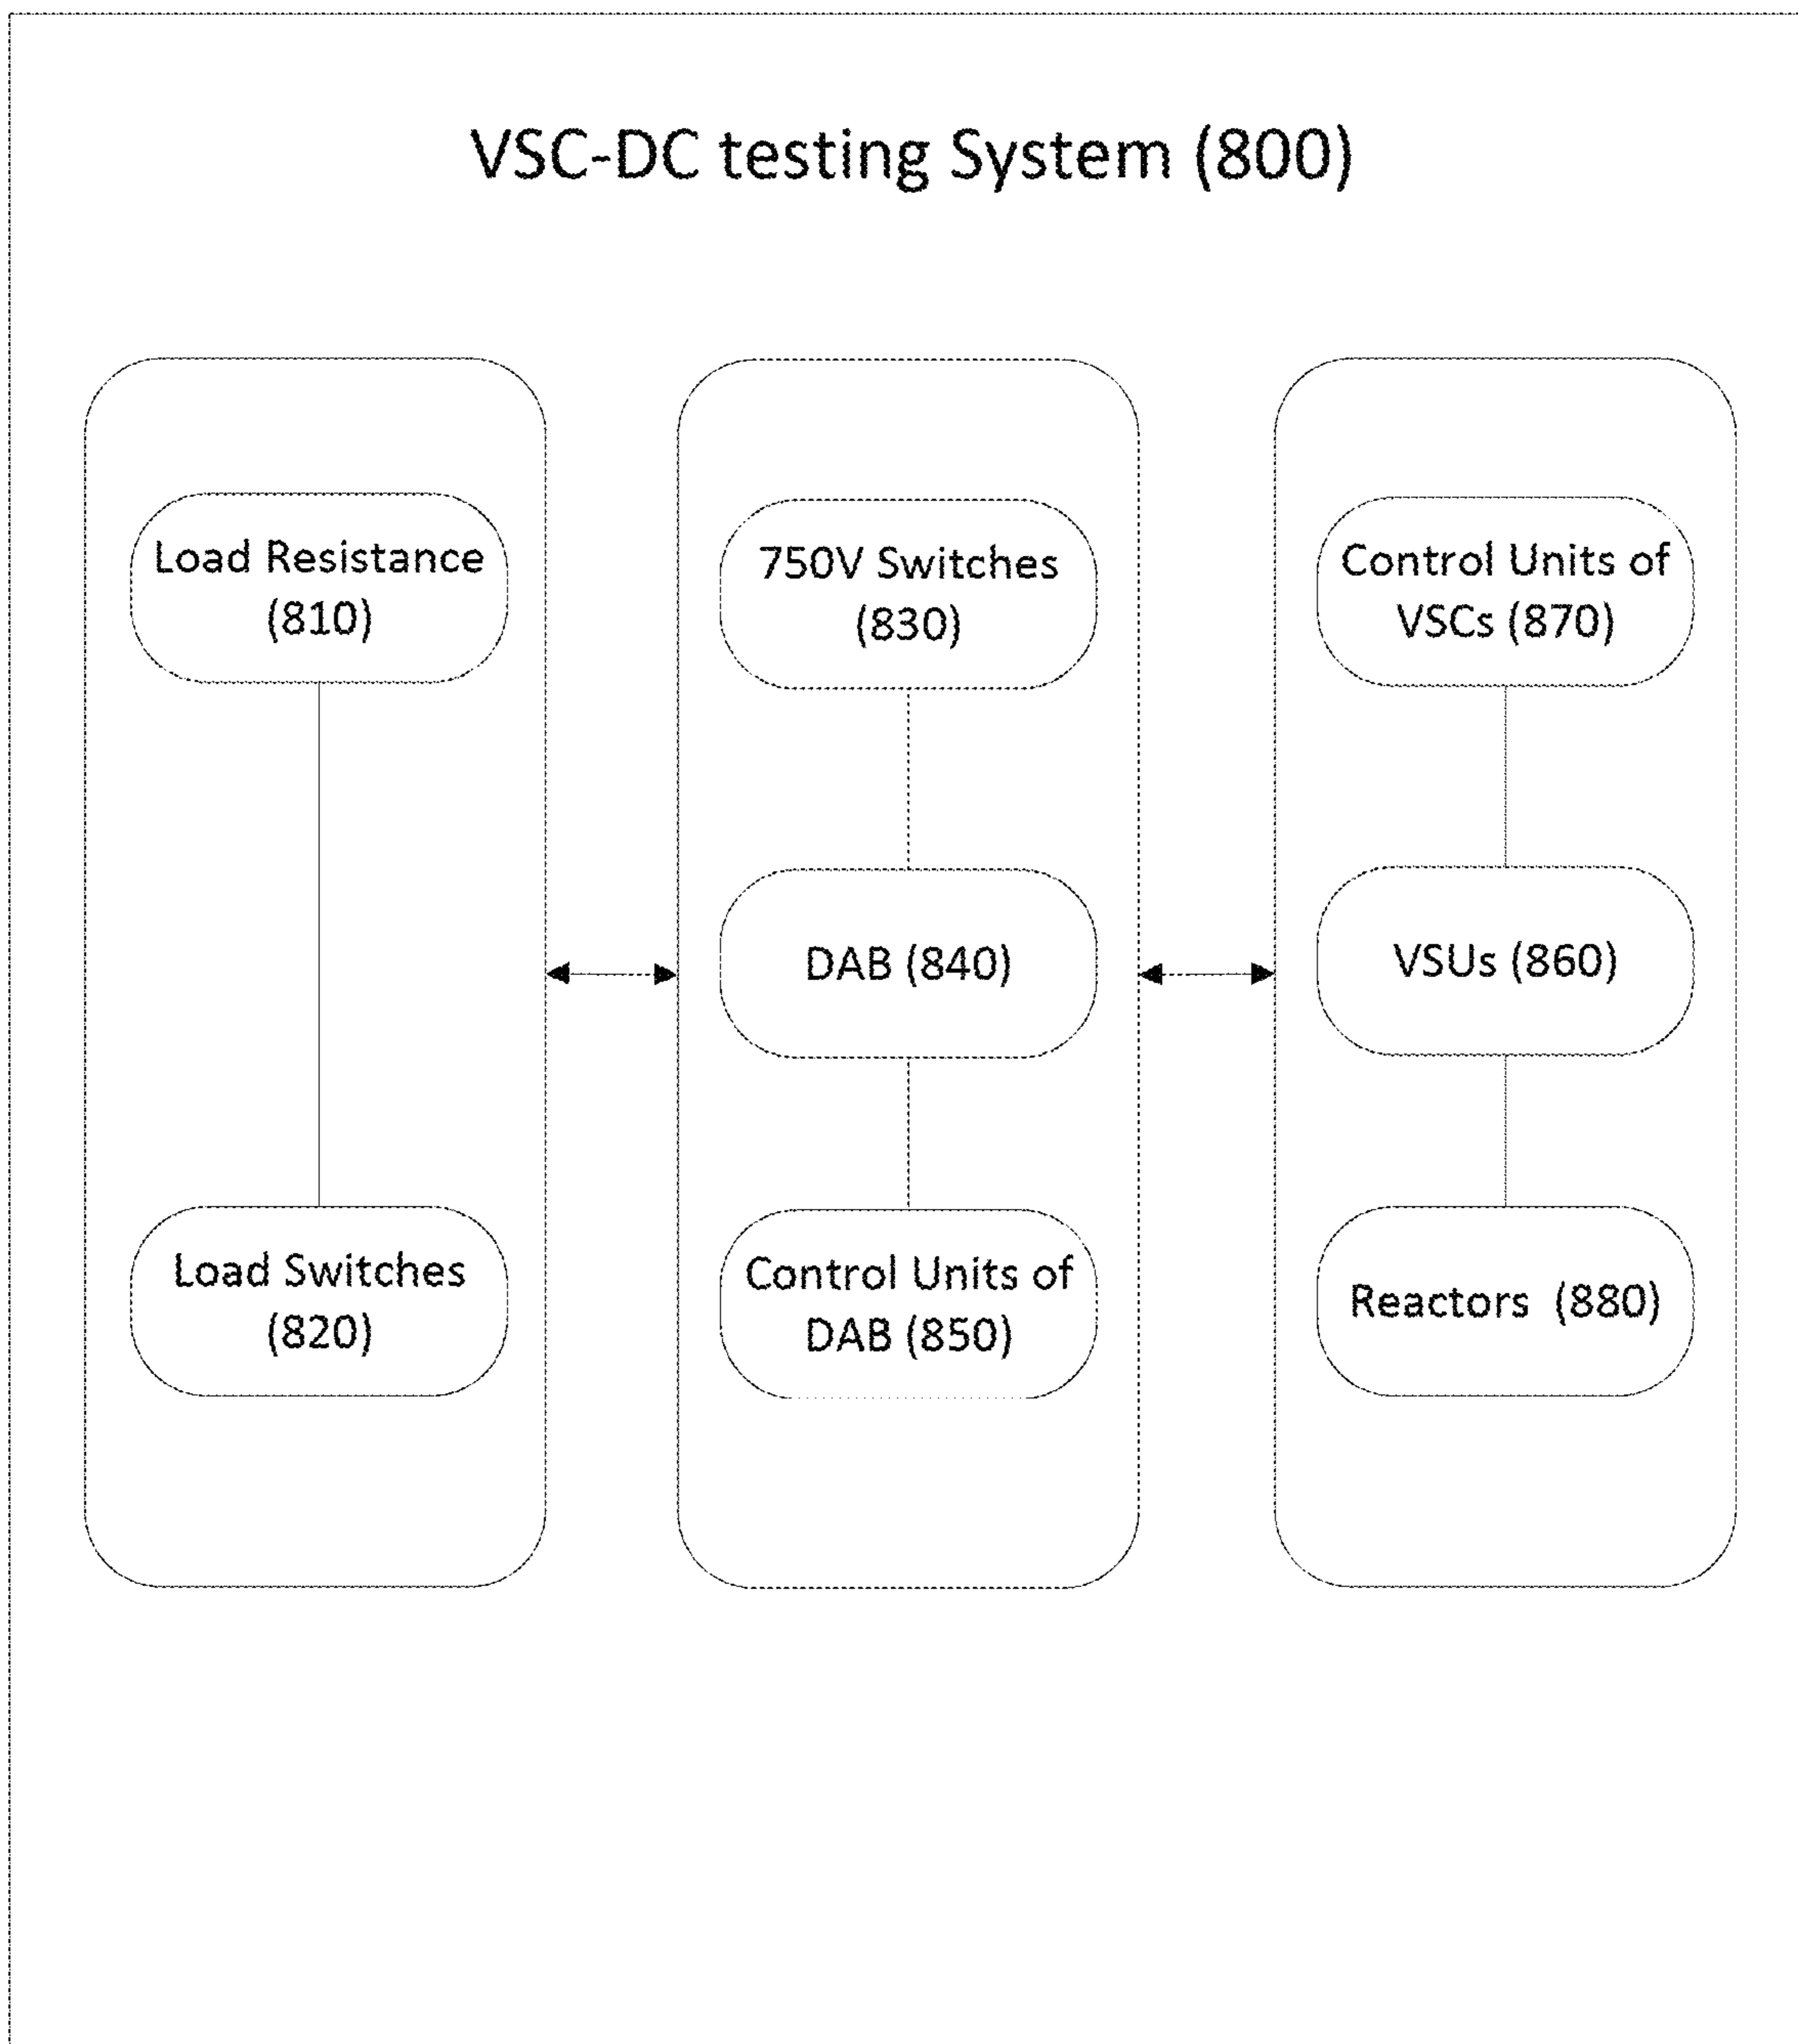 VSC-DC testing System (800)
Load Resistance
(810)
Load Switches
(820)
750V Switches
(830)
DAB (840)
Control Units of
DAB (850)
Control Units of
VSCs (870)
VSUs (860)
Reactors (880)